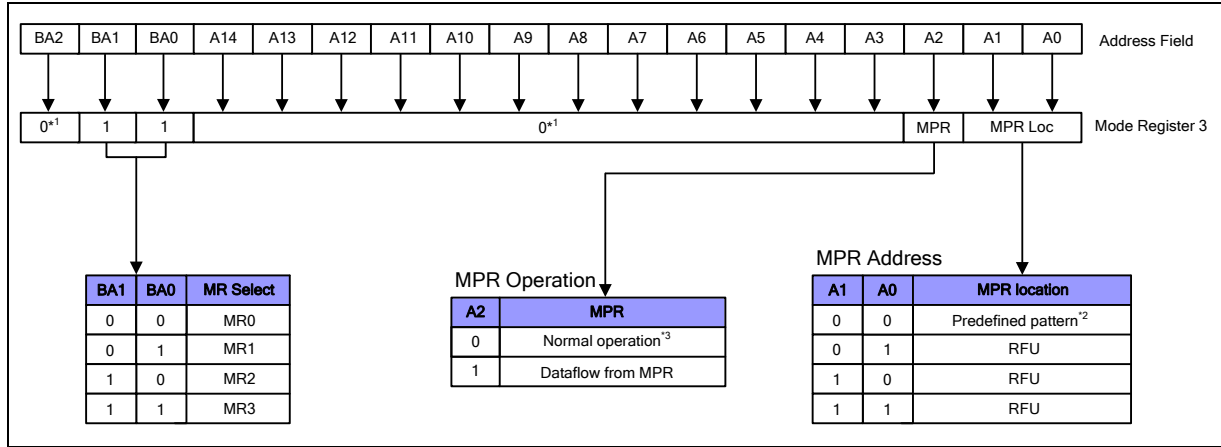 BA2 BA1 BA0 A14 A13 A12 A11 A10 A9 A8 A7 A6 A5 A4 A3 A2 A1 A0 Address Field
0*1 1 1 0*1 MPR MPR Loc Mode Register 3
BA1 BA0 MR Select
0 0 MR0
0 1 MR1
1 0 MR2
1 1 MR3
MPR Operation
A2 MPR
0 Normal operation*3
1 Dataflow from MPR
MPR Address
A1 A0 MPR location
0 0 Predefined pattern*2
0 1 RFU
1 0 RFU
1 1 RFU